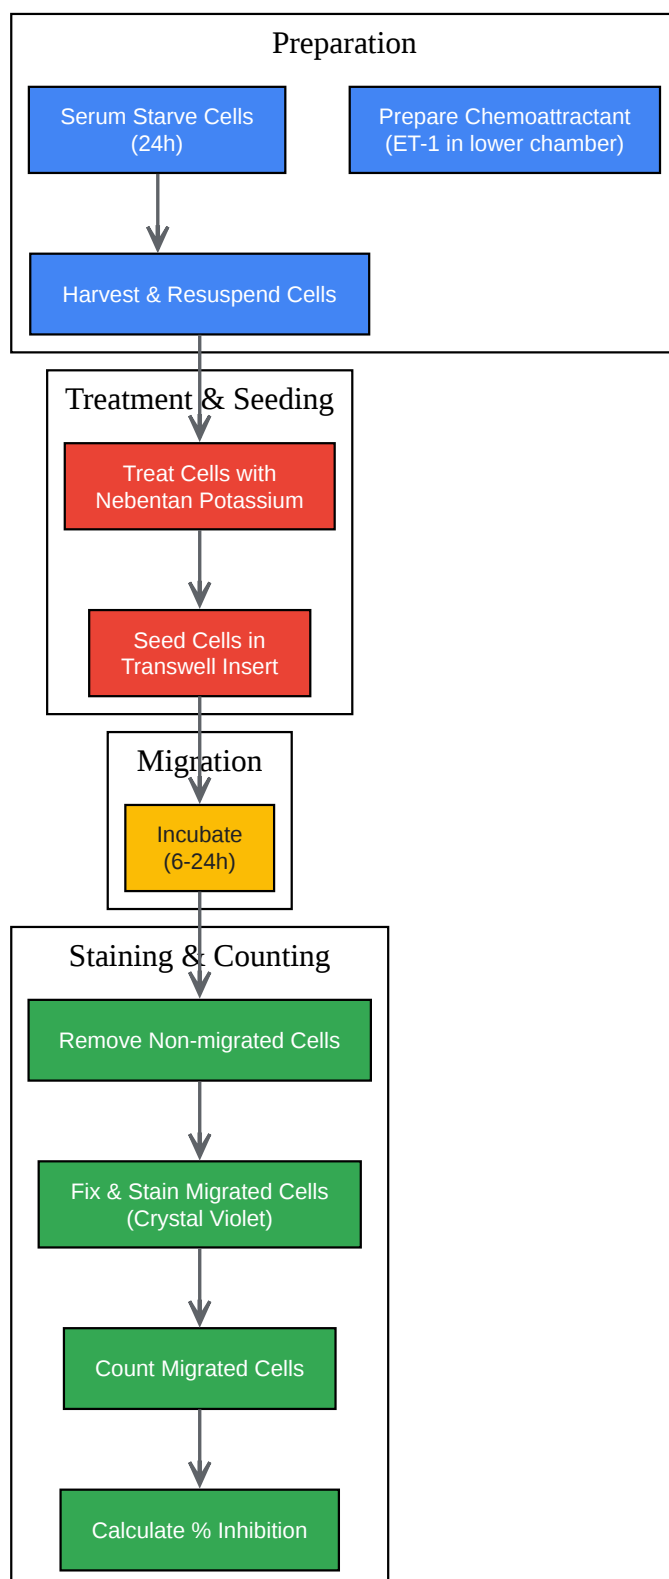 Preparation
Serum Starve Cells
(24h)
Prepare Chemoattractant
(ET-1 in lower chamber)
Harvest & Resuspend Cells
Treatment & Seeding
Treat Cells with
Nebentan Potassium
Seed Cells in
Transwell Insert
Migration
Incubate
(6-24h)
Staining & Counting
Remove Non-migrated Cells
Fix & Stain Migrated Cells
(Crystal Violet)
Count Migrated Cells
Calculate % Inhibition